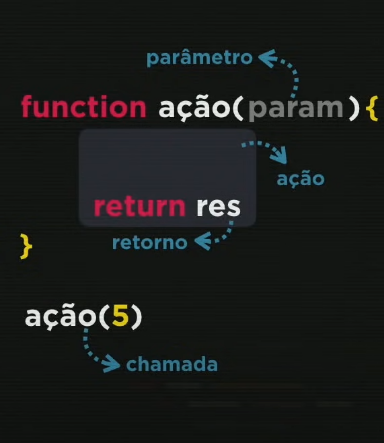 parâmetro
function ação(param){
ação
return res
retorno
}
ação(5)
chamada